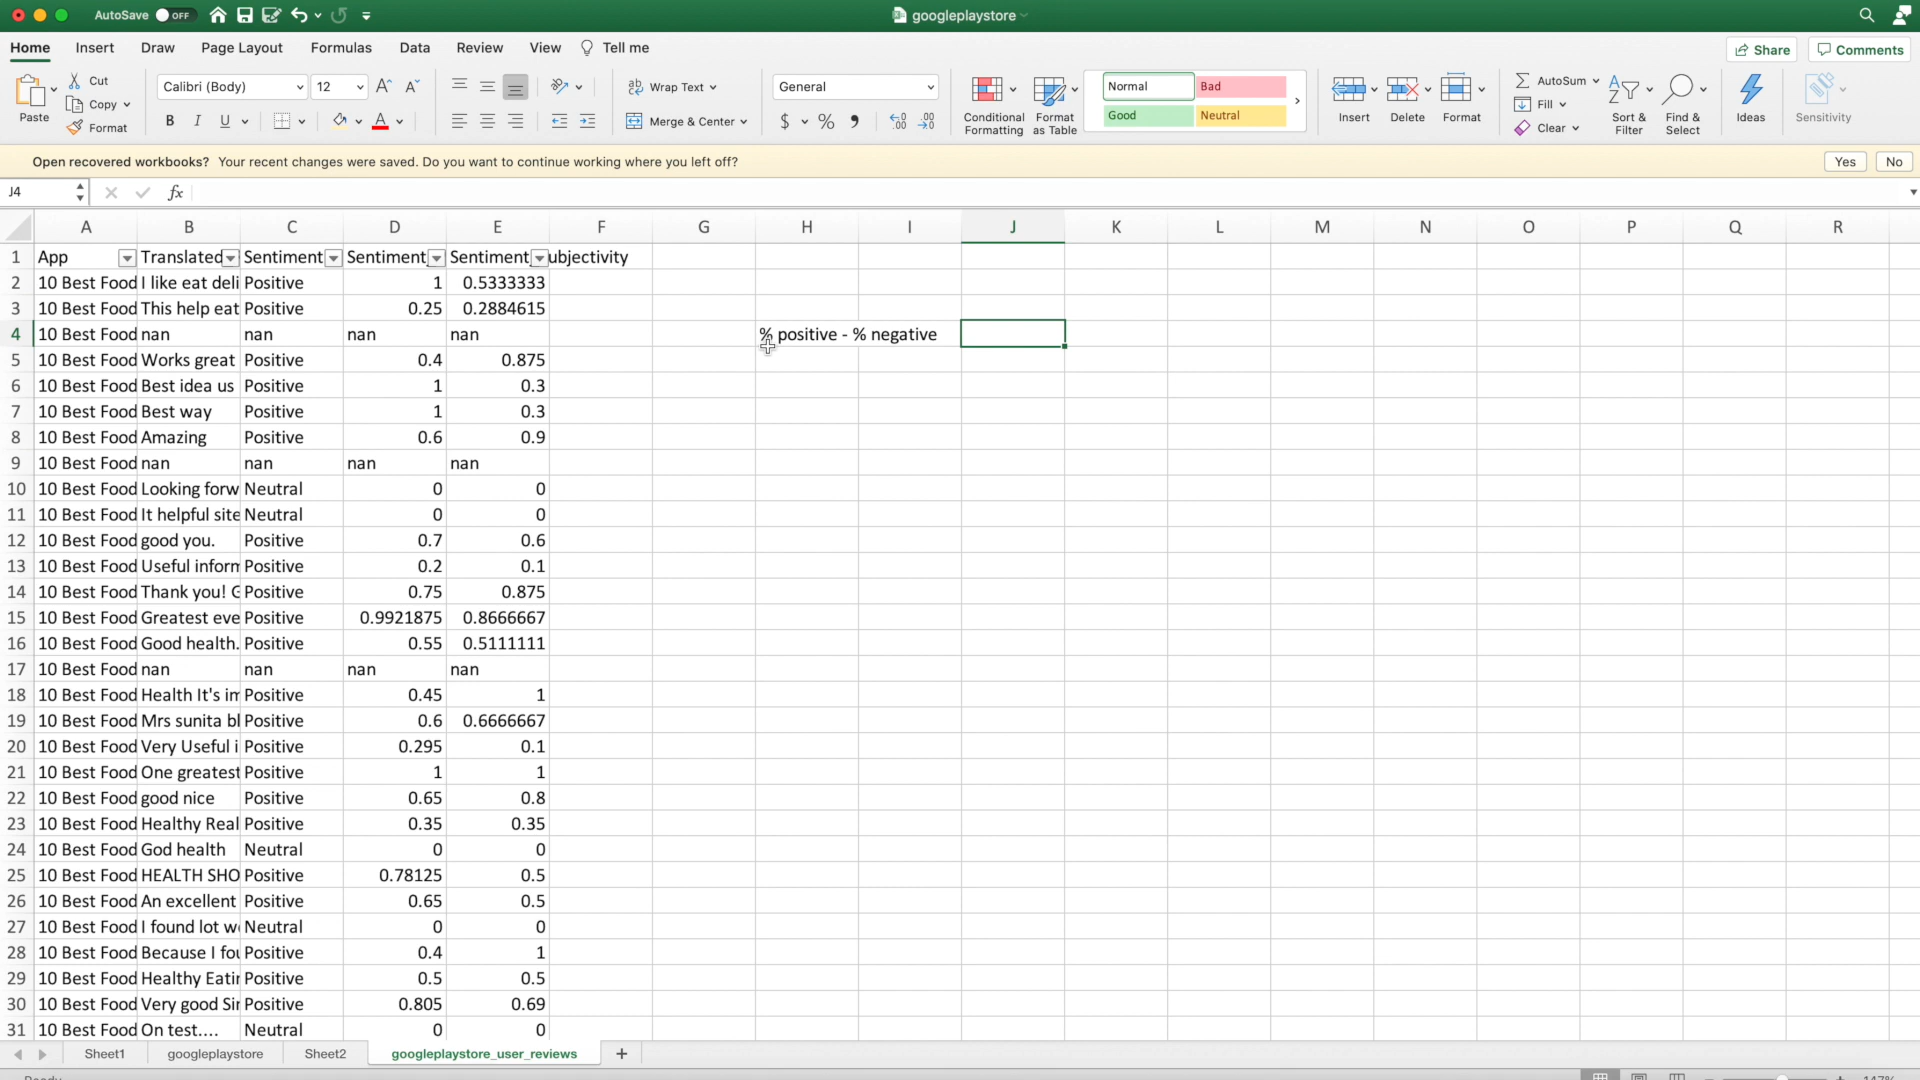 AutoSave OFF googleplaystore
Home Insert Draw Page Layout Formulas Data Review View Tell me Share Comments
Paste Cut Copy Format
Calibri (Body) 12 A^ A˅ Wrap Text General Conditional Formatting Format as Table Normal Bad Insert Delete Format AutoSum Sort & Filter Find & Select Ideas Sensitivity
B I U A Merge & Center $ % Good Neutral Fill Clear
Open recovered workbooks? Your recent changes were saved. Do you want to continue working where you left off? Yes No
J4 fx
A B C D E F G H I J K L M N O P Q R
1 App Translated Sentiment Sentiment_ Sentiment_ ubjectivity
2 10 Best Food I like eat deli Positive 1 0.5333333
3 10 Best Food This help eat Positive 0.25 0.2884615
4 10 Best Food nan nan nan nan % positive - % negative
5 10 Best Food Works great Positive 0.4 0.875
6 10 Best Food Best idea us Positive 1 0.3
7 10 Best Food Best way Positive 1 0.3
8 10 Best Food Amazing Positive 0.6 0.9
9 10 Best Food nan nan nan nan
10 10 Best Food Looking forw Neutral 0 0
11 10 Best Food It helpful site Neutral 0 0
12 10 Best Food good you. Positive 0.7 0.6
13 10 Best Food Useful inform Positive 0.2 0.1
14 10 Best Food Thank you! G Positive 0.75 0.875
15 10 Best Food Greatest eve Positive 0.9921875 0.8666667
16 10 Best Food Good health. Positive 0.55 0.5111111
17 10 Best Food nan nan nan nan
18 10 Best Food Health It's im Positive 0.45 1
19 10 Best Food Mrs sunita bl Positive 0.6 0.6666667
20 10 Best Food Very Useful i Positive 0.295 0.1
21 10 Best Food One greatest Positive 1 1
22 10 Best Food good nice Positive 0.65 0.8
23 10 Best Food Healthy Real Positive 0.35 0.35
24 10 Best Food God health Neutral 0 0
25 10 Best Food HEALTH SHO Positive 0.78125 0.5
26 10 Best Food An excellent Positive 0.65 0.5
27 10 Best Food I found lot w Neutral 0 0
28 10 Best Food Because I fou Positive 0.4 1
29 10 Best Food Healthy Eatin Positive 0.5 0.5
30 10 Best Food Very good Sir Positive 0.805 0.69
31 10 Best Food On test.... Neutral 0 0
Sheet1 googleplaystore Sheet2 googleplaystore_user_reviews +